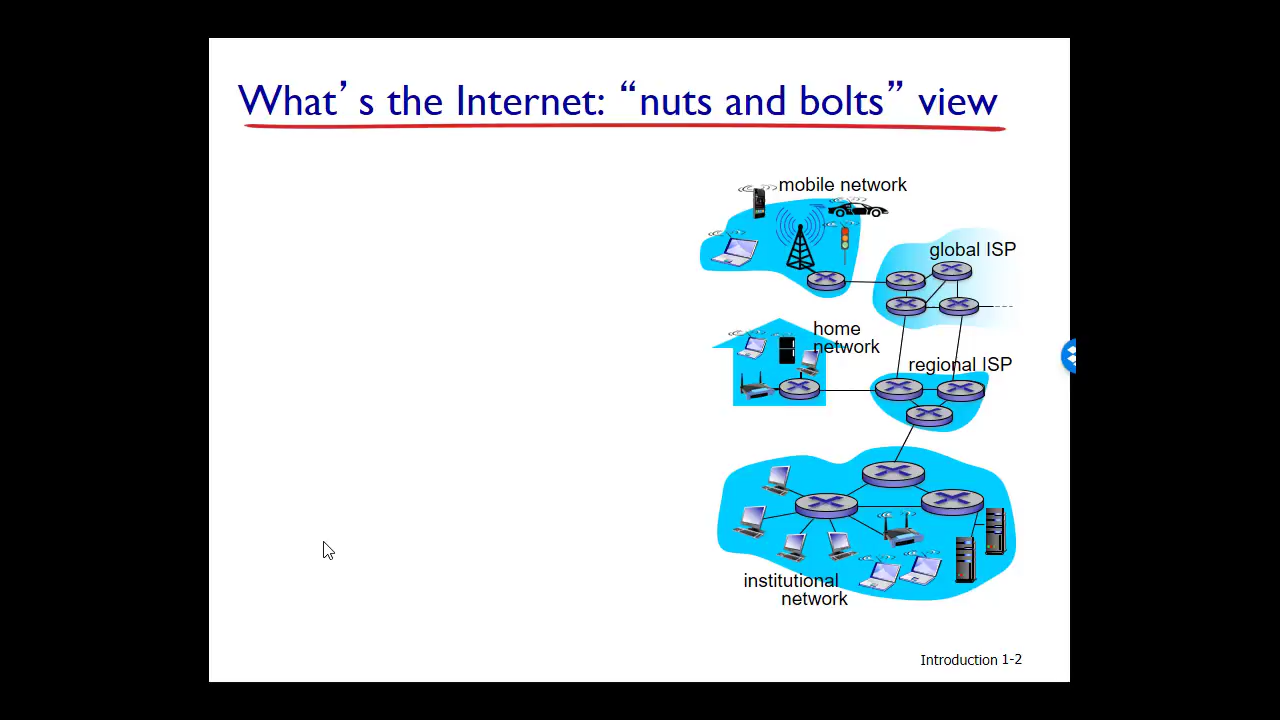 What’s the Internet: “nuts and bolts” view
mobile network
global ISP
home
network
regional ISP
institutional
network
Introduction 1-2